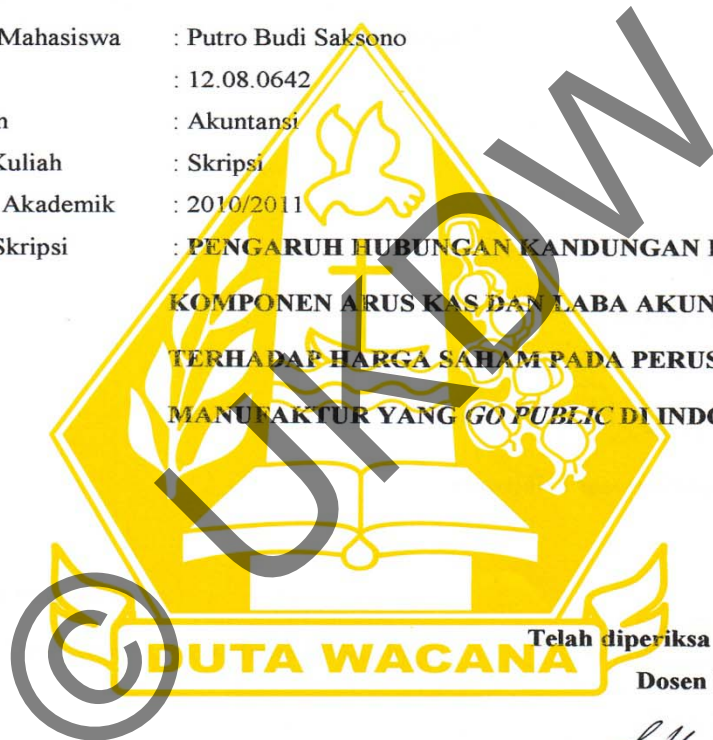 Mahasiswa : Putro Budi Saksono
: 12.08.0642
: Akuntansi
Kuliah : Skripsi
Akademik : 2010/2011
Skripsi : PENGARUH HUBUNGAN KANDUNGAN
KOMPONEN ARUS KAS DAN LABA AKUN
TERHADAP HARGA SAHAM PADA PERUS
MANUFAKTUR YANG GO PUBLIC DI INDO
Telah diperiksa
Dosen
DUTA WACANA
© UKDW